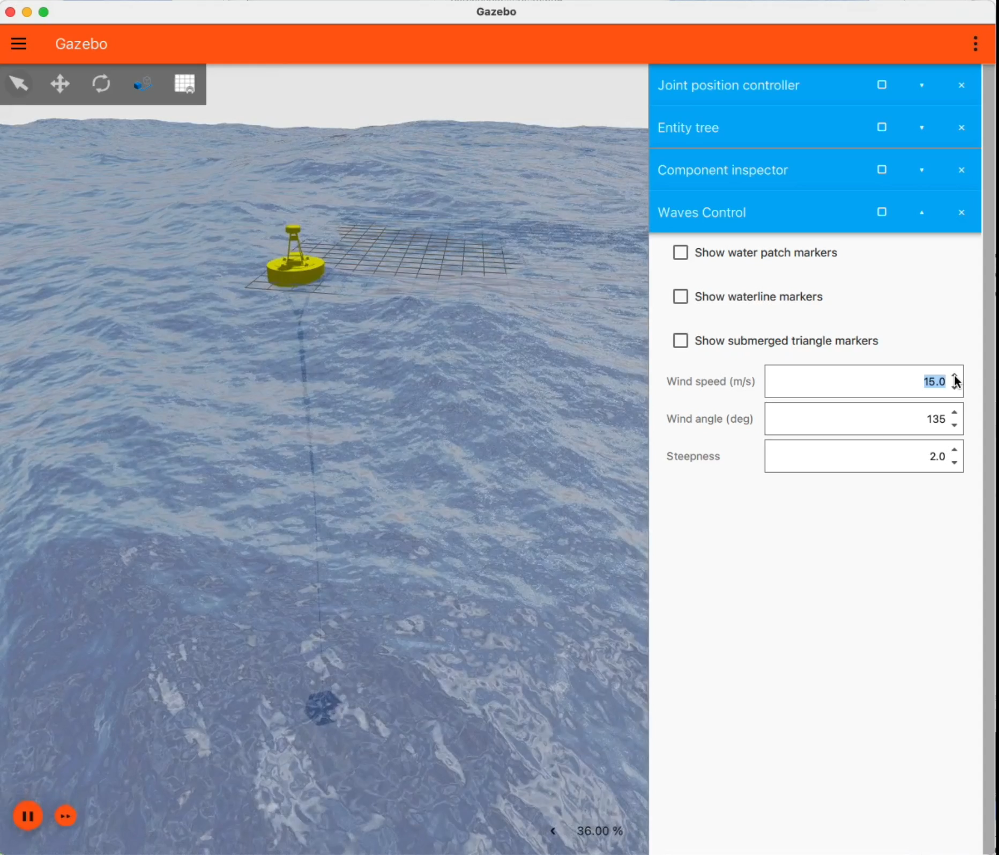 Gazebo
Gazebo
Joint position controller
Entity tree
Component inspector
Waves Control
Show water patch markers
Show waterline markers
Show submerged triangle markers
Wind speed (m/s) 15.0
Wind angle (deg) 135
Steepness 2.0
36.00 %